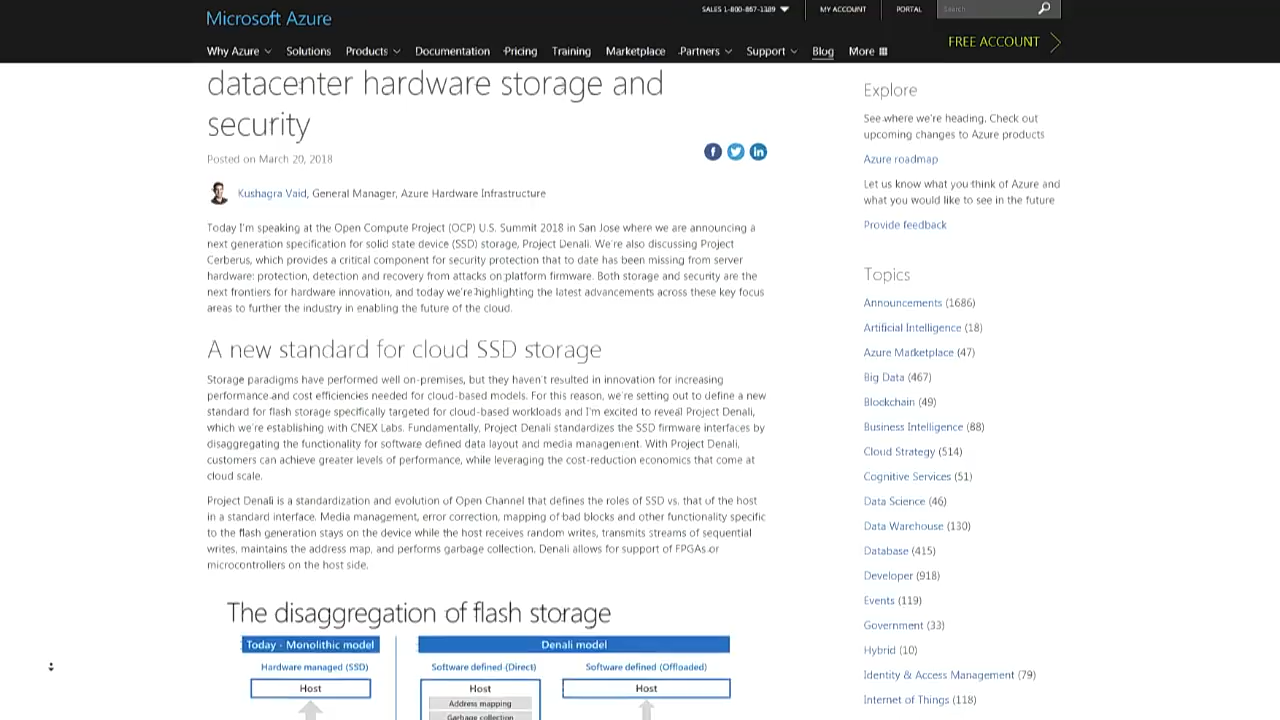 SALES 1-800-867-1389
MY ACCOUNT
PORTAL
Search
Microsoft Azure
FREE ACCOUNT
Why Azure
Solutions
Products
Documentation
Pricing
Training
Marketplace
Partners
Support
Blog
More
datacenter hardware storage and
security
Posted on March 20, 2018
Kushagra Vaid, General Manager, Azure Hardware Infrastructure
Today I'm speaking at the Open Compute Project (OCP) U.S. Summit 2018 in San Jose where we are announcing a
next generation specification for solid state device (SSD) storage, Project Denali. We're also discussing Project
Cerberus, which provides a critical component for security protection that to date has been missing from server
hardware: protection, detection and recovery from attacks on platform firmware. Both storage and security are the
next frontiers for hardware innovation, and today we're highlighting the latest advancements across these key focus
areas to further the industry in enabling the future of the cloud.
A new standard for cloud SSD storage
Storage paradigms have performed well on-premises, but they haven't resulted in innovation for increasing
performance and cost efficiencies needed for cloud-based models. For this reason, we're setting out to define a new
standard for flash storage specifically targeted for cloud-based workloads and I'm excited to reveal Project Denali,
which we're establishing with CNEX Labs. Fundamentally, Project Denali standardizes the SSD firmware interfaces by
disaggregating the functionality for software defined data layout and media management. With Project Denali,
customers can achieve greater levels of performance, while leveraging the cost-reduction economics that come at
cloud scale.
Project Denali is a standardization and evolution of Open Channel that defines the roles of SSD vs. that of the host
in a standard interface. Media management, error correction, mapping of bad blocks and other functionality specific
to the flash generation stays on the device while the host receives random writes, transmits streams of sequential
writes, maintains the address map, and performs garbage collection. Denali allows for support of FPGAs or
microcontrollers on the host side.
The disaggregation of flash storage
Today - Monolithic model
Denali model
Hardware managed (SSD)
Software defined (Direct)
Software defined (Offloaded)
Host
Host
Host
Address mapping
Garbage collection
Explore
See where we're heading. Check out
upcoming changes to Azure products
Azure roadmap
Let us know what you think of Azure and
what you would like to see in the future
Provide feedback
Topics
Announcements (1686)
Artificial Intelligence (18)
Azure Marketplace (47)
Big Data (467)
Blockchain (49)
Business Intelligence (88)
Cloud Strategy (514)
Cognitive Services (51)
Data Science (46)
Data Warehouse (130)
Database (415)
Developer (918)
Events (119)
Government (33)
Hybrid (10)
Identity & Access Management (79)
Internet of Things (118)